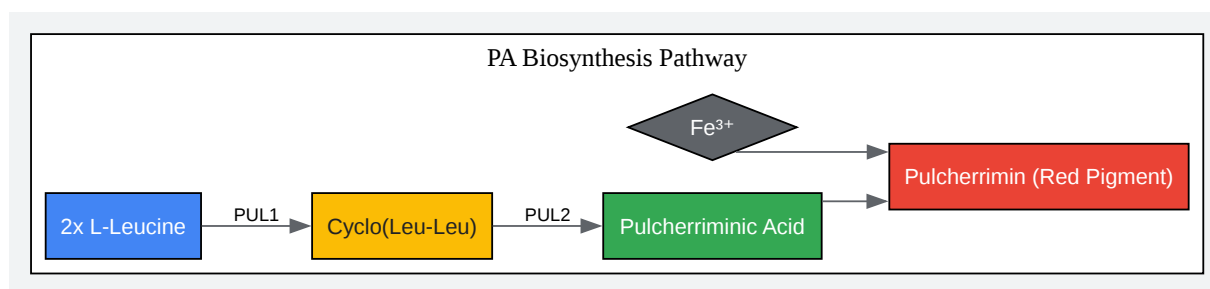 PA Biosynthesis Pathway
Fe³⁺
Pulcherrimin (Red Pigment)
2x L-Leucine
PUL1
Cyclo(Leu-Leu)
PUL2
Pulcherriminic Acid